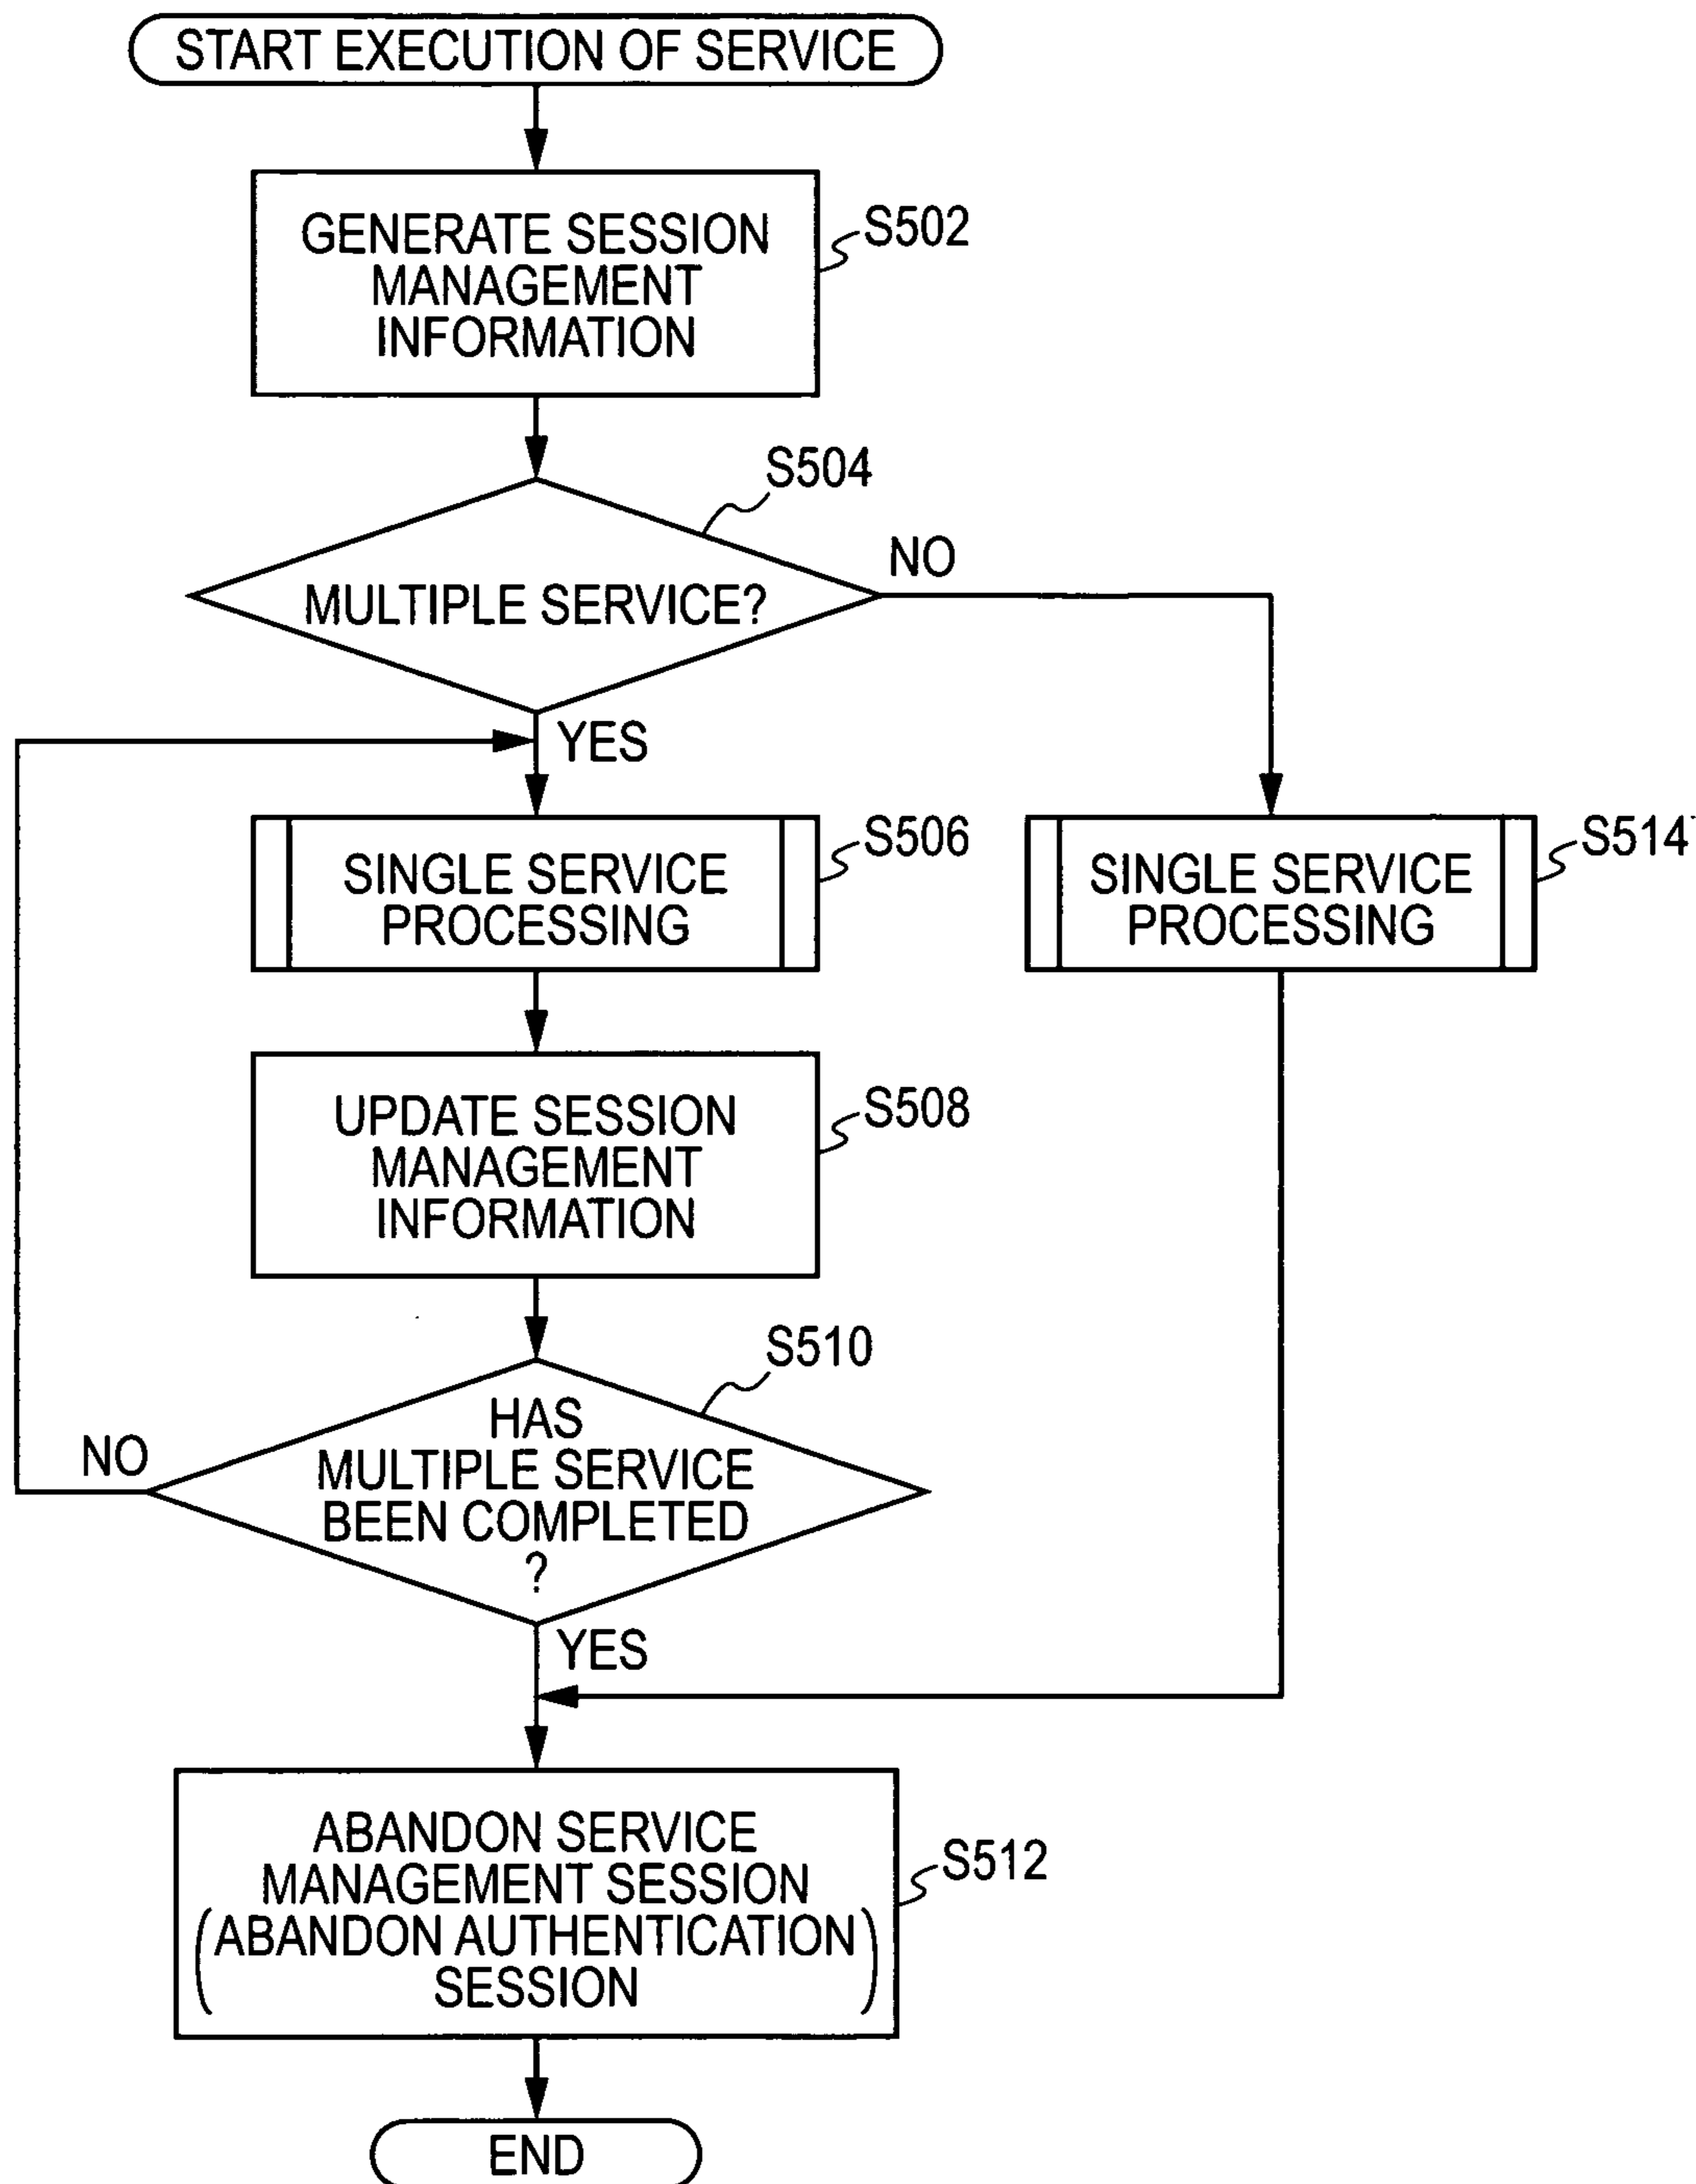 START EXECUTION OF SERVICE
GENERATE SESSION
MANAGEMENT
INFORMATION
S502
S504
MULTIPLE SERVICE?
NO
YES
SINGLE SERVICE
PROCESSING
S506
SINGLE SERVICE
PROCESSING
S514
UPDATE SESSION
MANAGEMENT
INFORMATION
S508
S510
HAS
MULTIPLE SERVICE
BEEN COMPLETED
?
NO
YES
ABANDON SERVICE
MANAGEMENT SESSION
(ABANDON AUTHENTICATION
SESSION)
S512
END